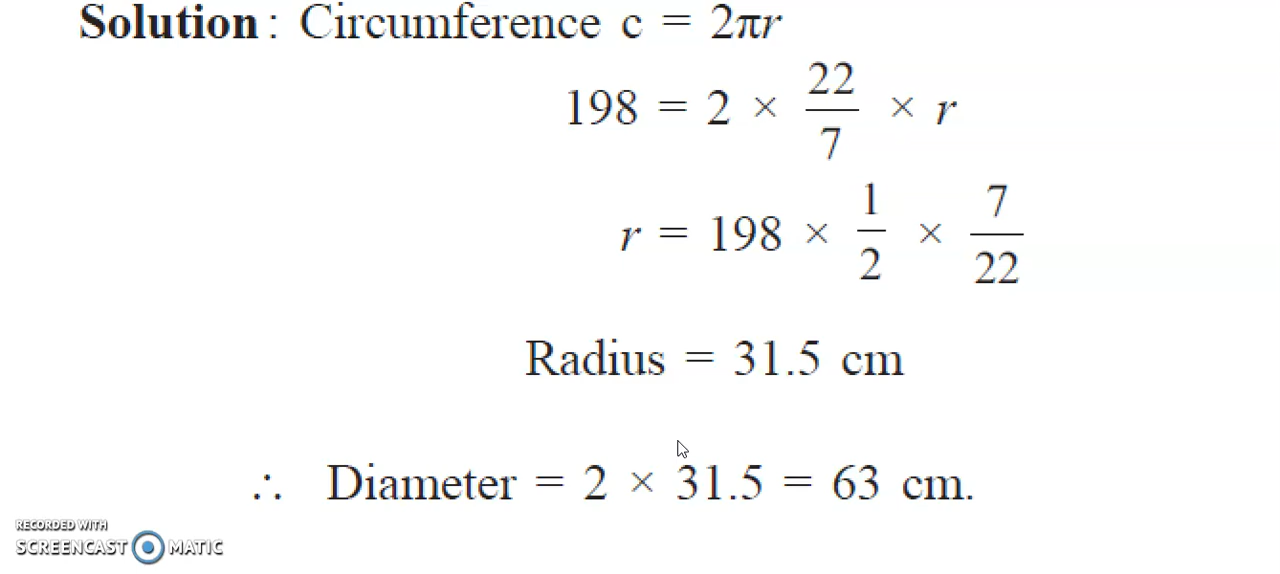 Solution : Circumference c = 2πr
198 = 2 × 22/7 × r
r = 198 × 1/2 × 7/22
Radius = 31.5 cm
∴ Diameter = 2 × 31.5 = 63 cm.
RECORDED WITH
SCREENCAST MATIC